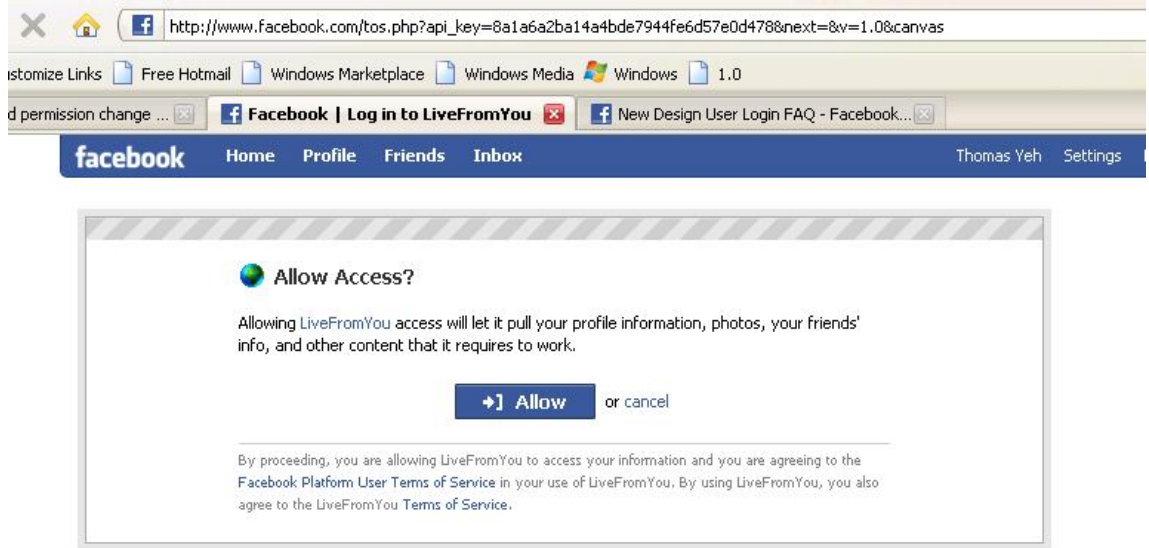 http://www.facebook.com/tos.php?api_key=8a1a6a2ba14a4bde7944fe6d57e0d478&next=&v=1.0&canvas
Links Free Hotmail Windows Marketplace Windows Media Windows 1.0
permission change ... Facebook | Log in to LiveFromYou New Design User Login FAQ - Facebook...
facebook Home Profile Friends Inbox Thomas Yeh Settings
Allow Access?
Allowing LiveFromYou access will let it pull your profile information, photos, your friends'
info, and other content that it requires to work.
Allow or cancel
By proceeding, you are allowing LiveFromYou to access your information and you are agreeing to the
Facebook Platform User Terms of Service in your use of LiveFromYou. By using LiveFromYou, you also
agree to the LiveFromYou Terms of Service.